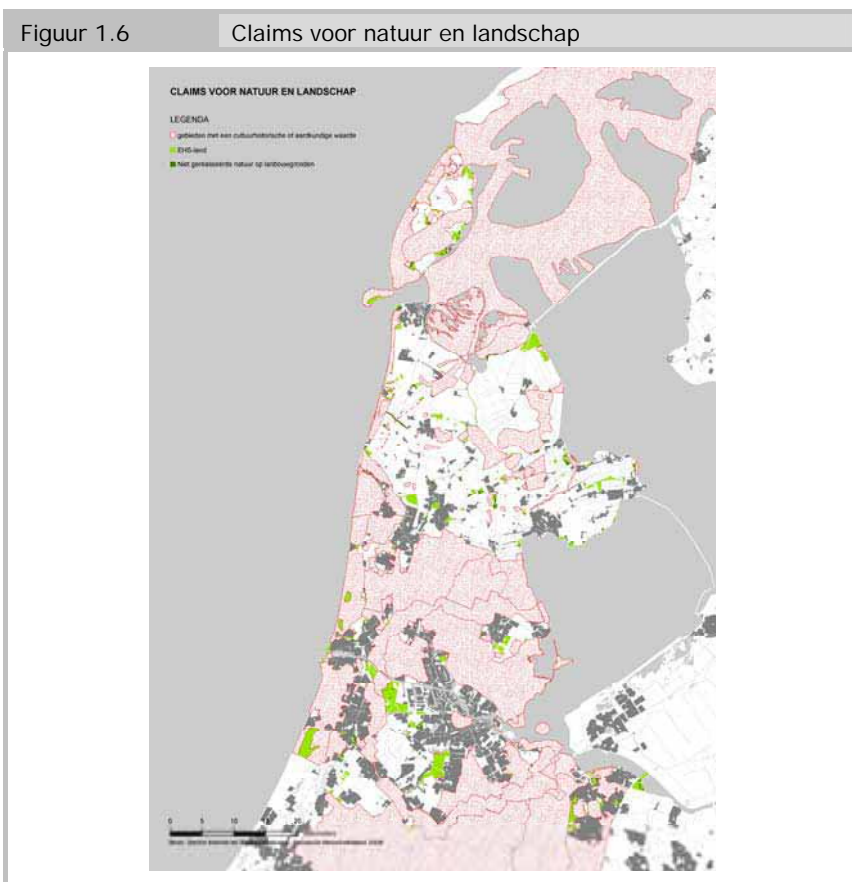 Figuur 1.6 Claims voor natuur en landschap
CLAIMS VOOR NATUUR EN LANDSCHAP
LEGENDA
gebieden met een cultuurhistorische of aardkundige waarde
EHS-land
Niet gerealiseerde natuur op landbouwgronden
0 5 10 20